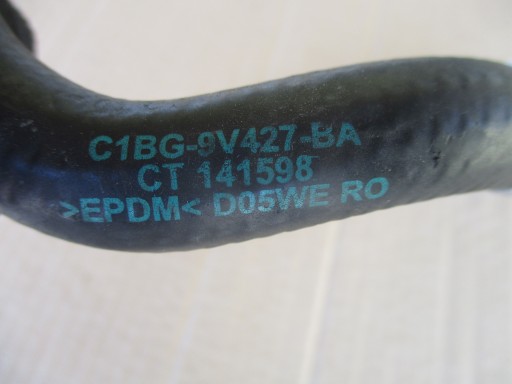 C1BG-9V427-BA
CT 141598
>EPDM< D05WE RO